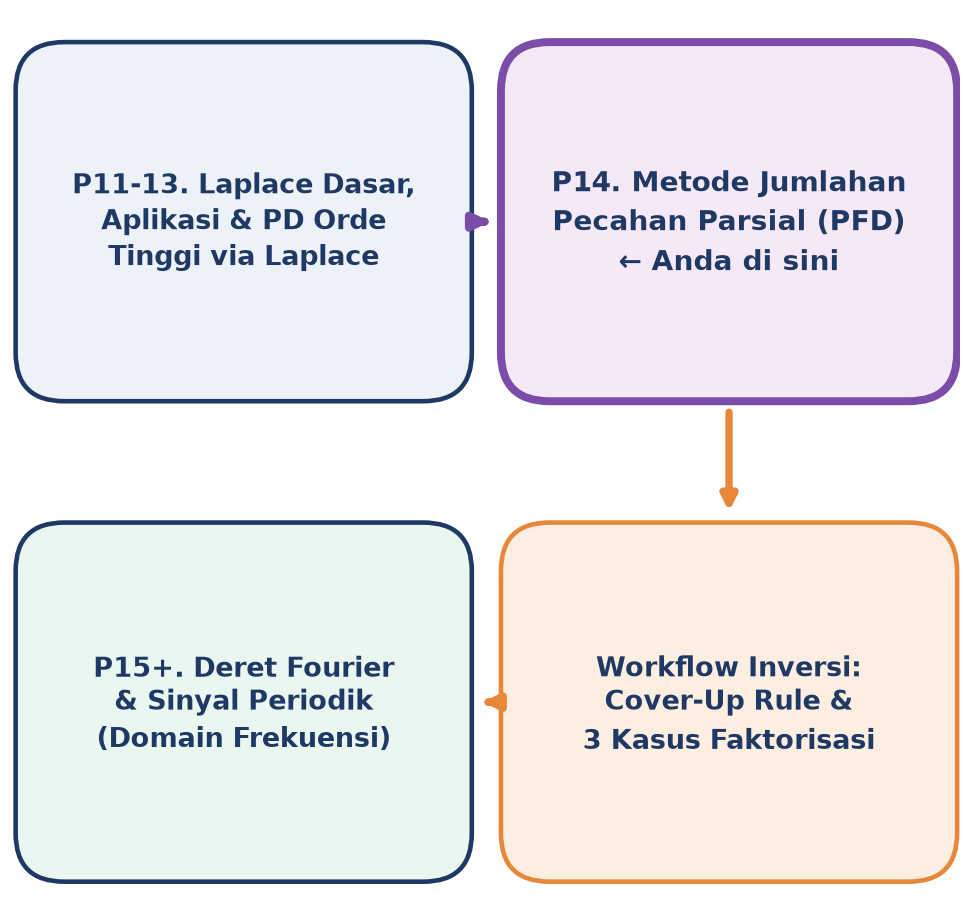 P11-13. Laplace Dasar,
Aplikasi & PD Orde
Tinggi via Laplace
P14. Metode Jumlahan
Pecahan Parsial (PFD)
← Anda di sini
Workflow Inversi:
Cover-Up Rule &
3 Kasus Faktorisasi
P15+. Deret Fourier
& Sinyal Periodik
(Domain Frekuensi)